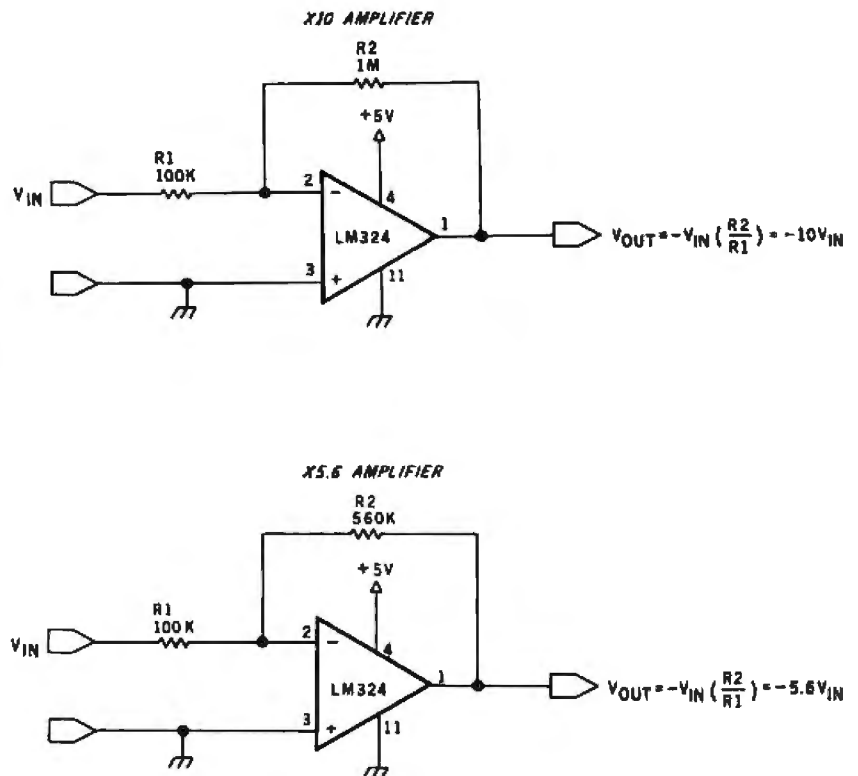 X10 AMPLIFIER
R2
1M
+5V
R1
100K
VIN
2
-
4
LM324
1
VOUT = -VIN (R2/R1) = -10VIN
3
+
11
X5.6 AMPLIFIER
R2
560K
+5V
R1
100K
VIN
2
-
4
LM324
1
VOUT = -VIN (R2/R1) = -5.6VIN
3
+
11